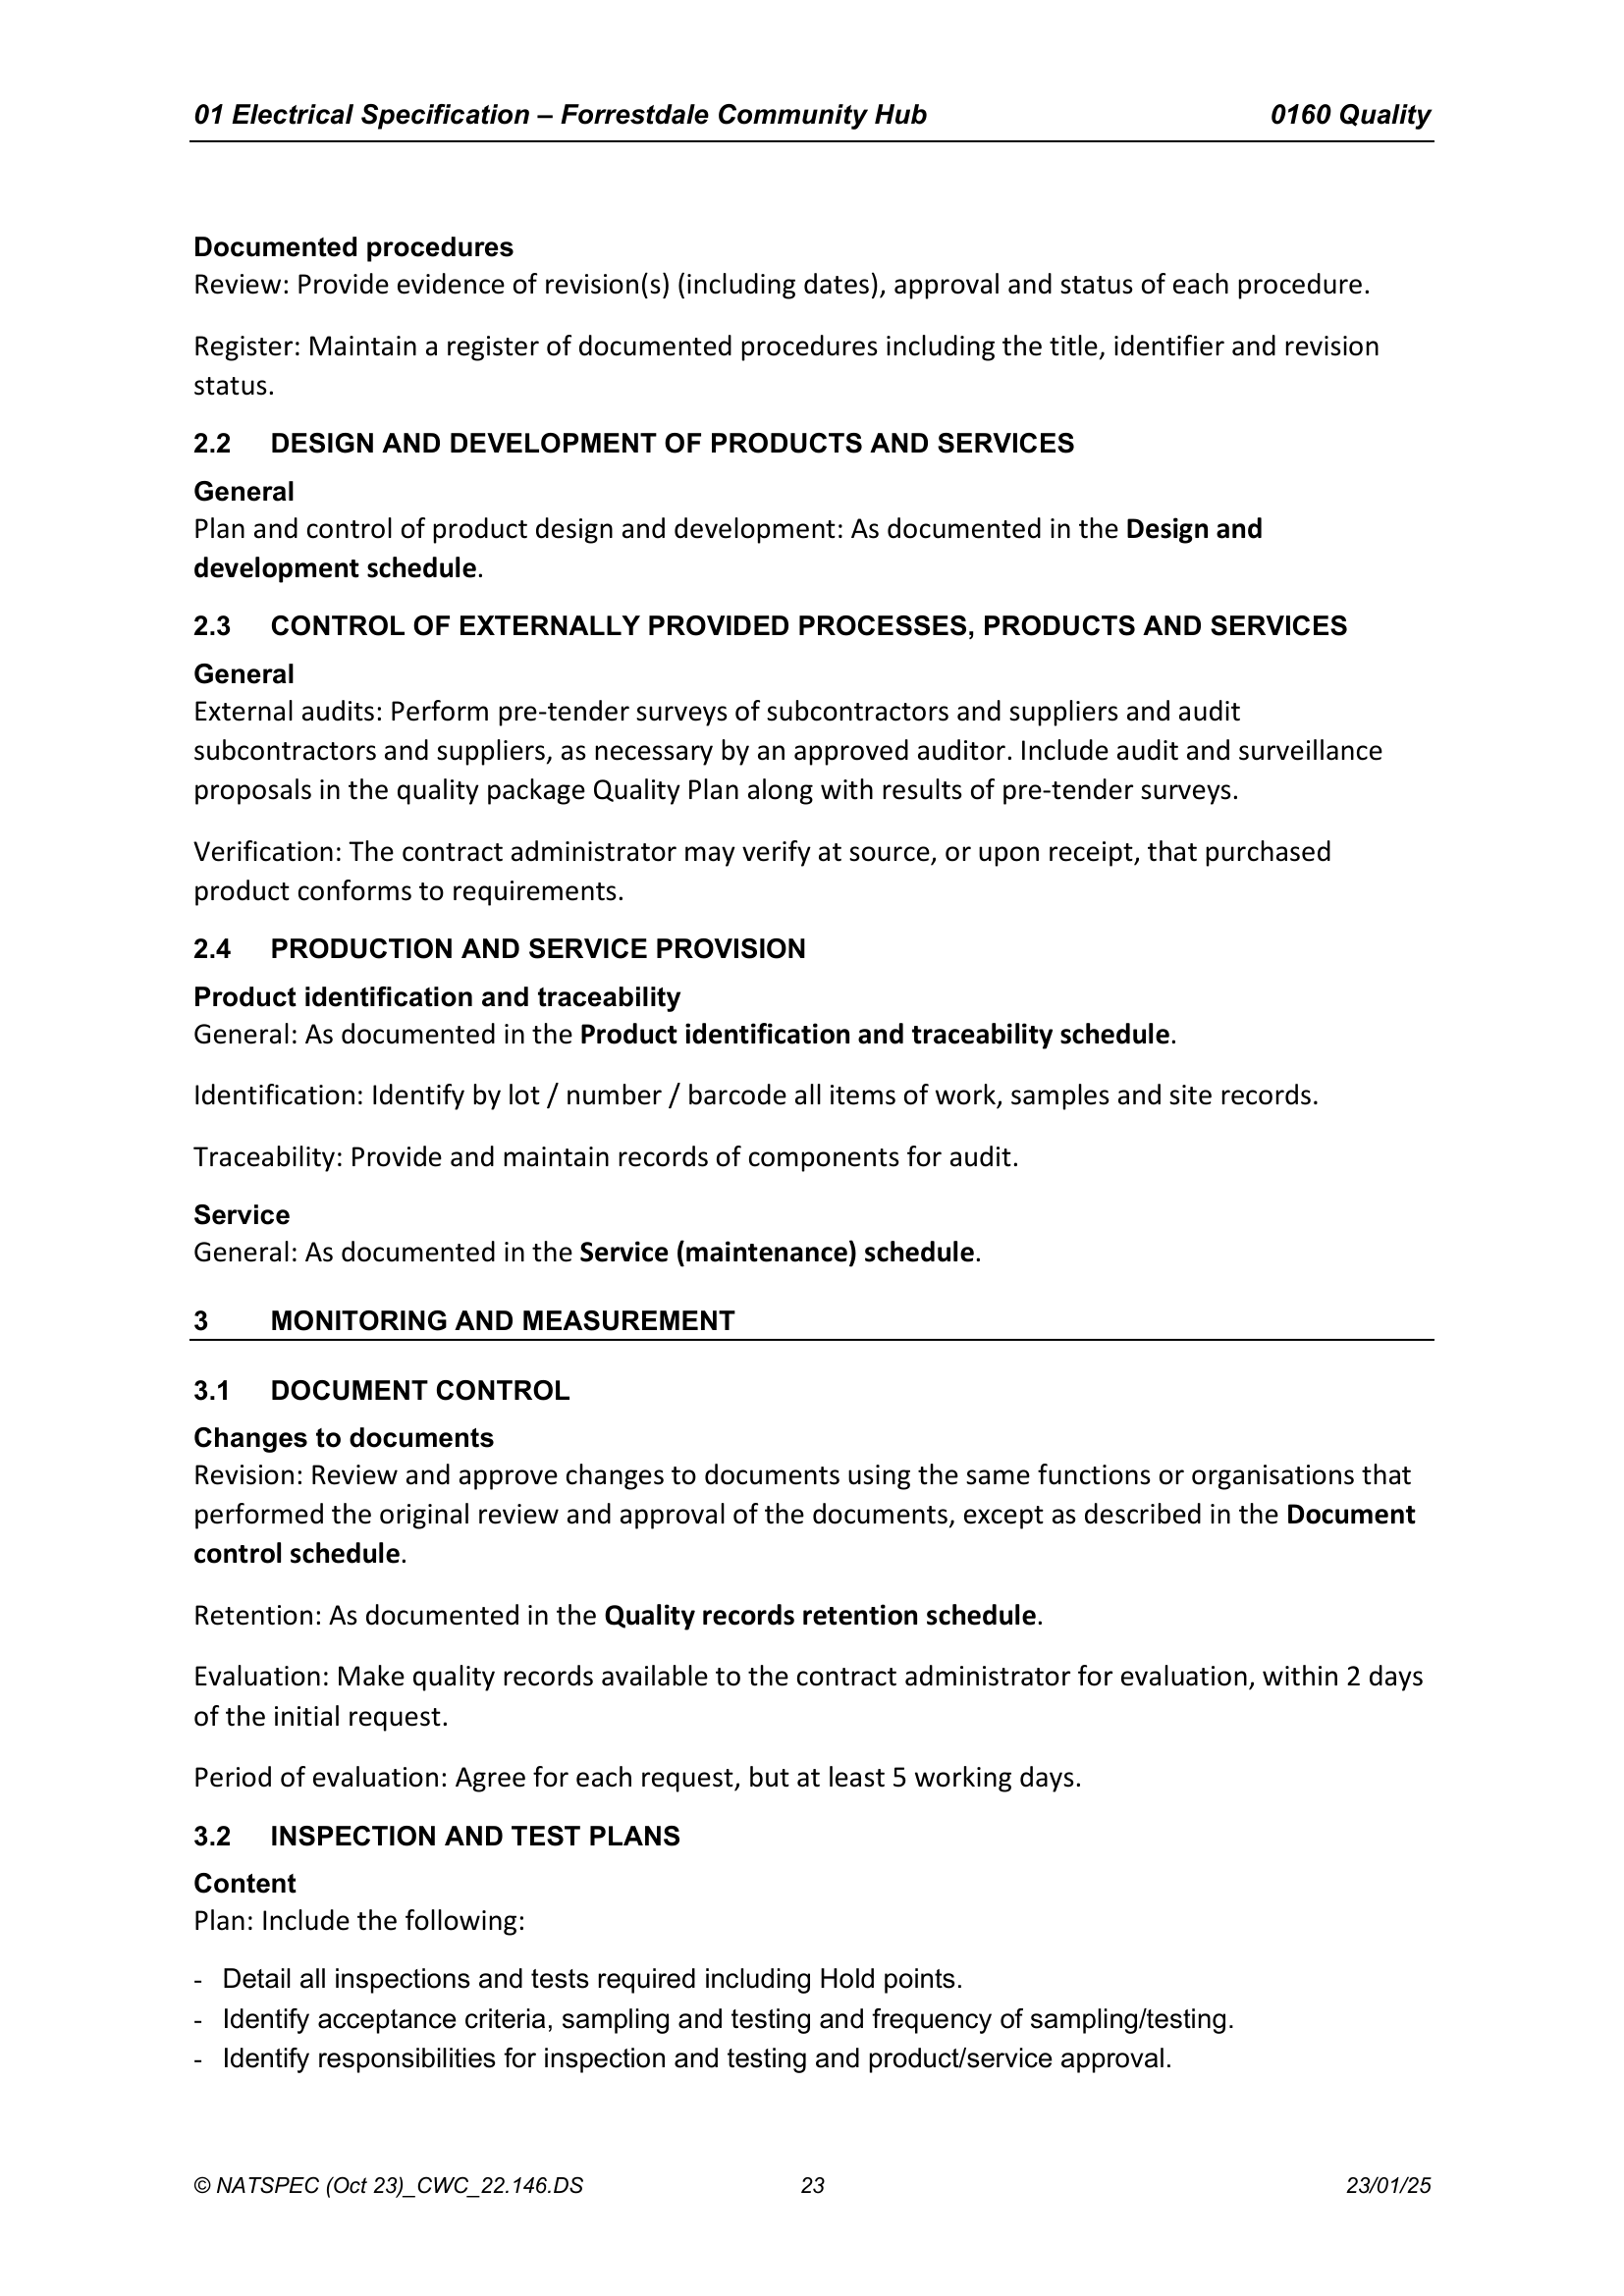 01 Electrical Specification – Forrestdale Community Hub 0160 Quality
Documented procedures
Review: Provide evidence of revision(s) (including dates), approval and status of each procedure.
Register: Maintain a register of documented procedures including the title, identifier and revision
status.
2.2 DESIGN AND DEVELOPMENT OF PRODUCTS AND SERVICES
General
Plan and control of product design and development: As documented in the Design and
development schedule.
2.3 CONTROL OF EXTERNALLY PROVIDED PROCESSES, PRODUCTS AND SERVICES
General
External audits: Perform pre-tender surveys of subcontractors and suppliers and audit
subcontractors and suppliers, as necessary by an approved auditor. Include audit and surveillance
proposals in the quality package Quality Plan along with results of pre-tender surveys.
Verification: The contract administrator may verify at source, or upon receipt, that purchased
product conforms to requirements.
2.4 PRODUCTION AND SERVICE PROVISION
Product identification and traceability
General: As documented in the Product identification and traceability schedule.
Identification: Identify by lot / number / barcode all items of work, samples and site records.
Traceability: Provide and maintain records of components for audit.
Service
General: As documented in the Service (maintenance) schedule.
3 MONITORING AND MEASUREMENT
3.1 DOCUMENT CONTROL
Changes to documents
Revision: Review and approve changes to documents using the same functions or organisations that
performed the original review and approval of the documents, except as described in the Document
control schedule.
Retention: As documented in the Quality records retention schedule.
Evaluation: Make quality records available to the contract administrator for evaluation, within 2 days
of the initial request.
Period of evaluation: Agree for each request, but at least 5 working days.
3.2 INSPECTION AND TEST PLANS
Content
Plan: Include the following:
- Detail all inspections and tests required including Hold points.
- Identify acceptance criteria, sampling and testing and frequency of sampling/testing.
- Identify responsibilities for inspection and testing and product/service approval.
© NATSPEC (Oct 23)_CWC_22.146.DS 23 23/01/25